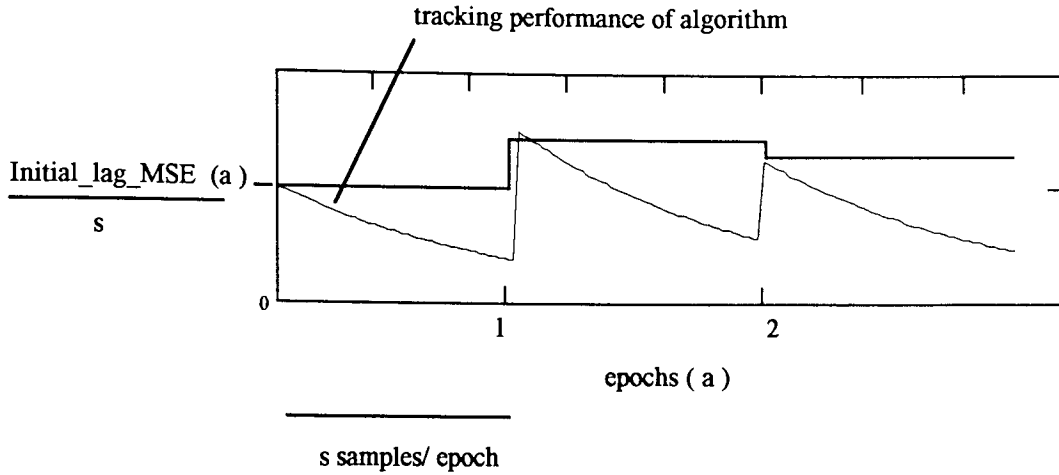 tracking performance of algorithm
Initial_lag_MSE (a)
s
0
1
2
epochs ( a )
s samples/ epoch